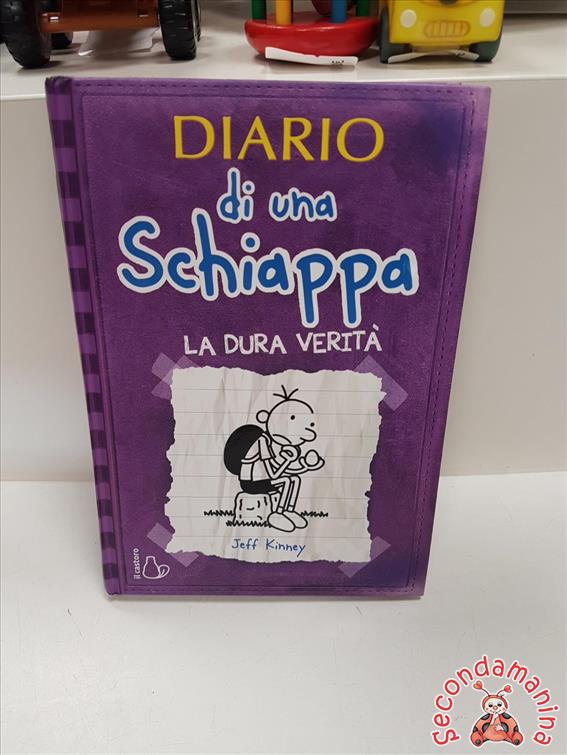 DIARIO
di una
Schiappa
LA DURA VERITÀ
Jeff Kinney
il castoro
Secondamanina